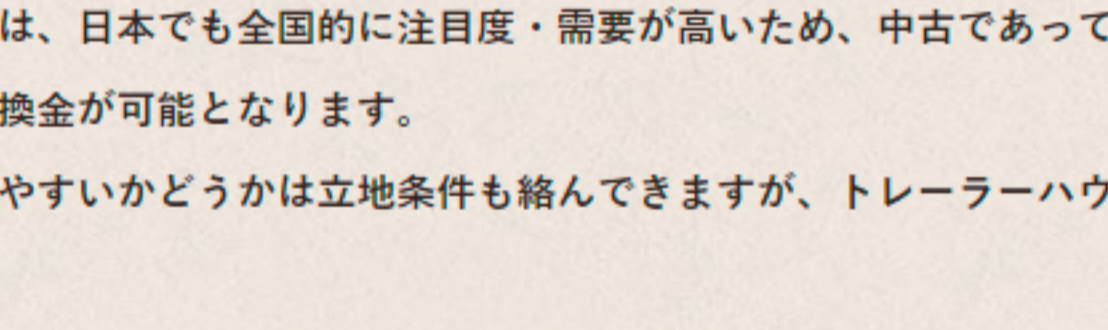 は、日本でも全国的に注目度・需要が高いため、中古であって
換金が可能となります。
やすいかどうかは立地条件も絡んできますが、トレーラーハウ